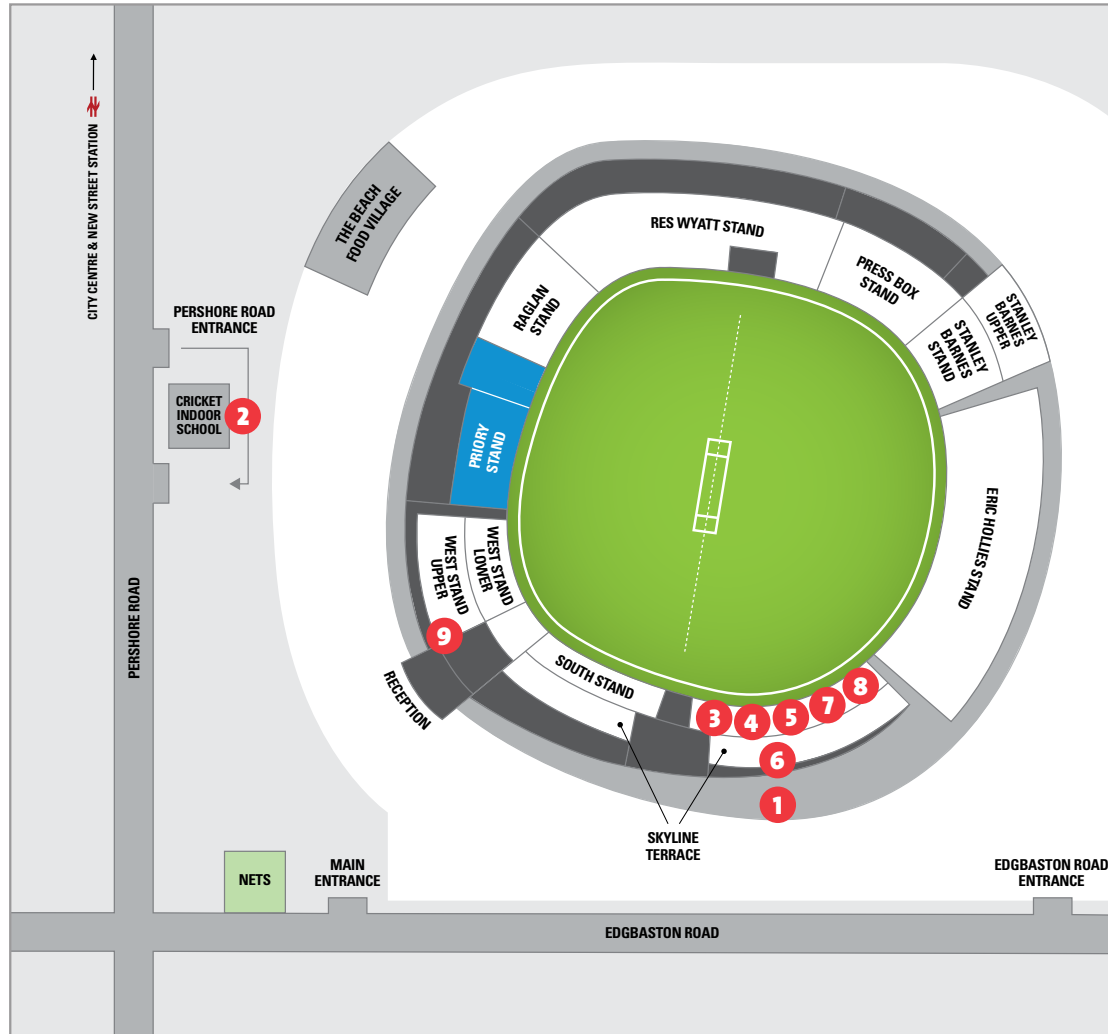 CITY CENTRE & NEW STREET STATION
THE BEACH
FOOD VILLAGE
RES WYATT STAND
PRESS BOX
STAND
STANLEY
BARNES
UPPER
STANLEY
BARNES
STAND
RAGLAN
STAND
PERSHORE ROAD
ENTRANCE
CRICKET
INDOOR
SCHOOL
2
PRIORY
STAND
ERIC HOLLIES STAND
WEST STAND
UPPER
WEST STAND
LOWER
9
RECEPTION
SOUTH STAND
3
4
5
7
8
6
1
SKYLINE
TERRACE
PERSHORE ROAD
NETS
MAIN
ENTRANCE
EDGBASTON ROAD
ENTRANCE
EDGBASTON ROAD